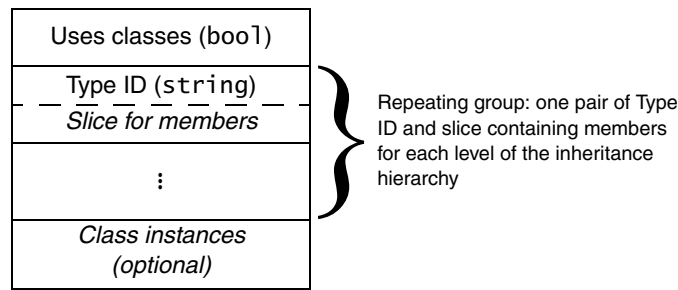 Uses classes (bool)
Type ID (string)
Slice for members
⋮
Class instances
(optional)
Repeating group: one pair of Type
ID and slice containing members
for each level of the inheritance
hierarchy